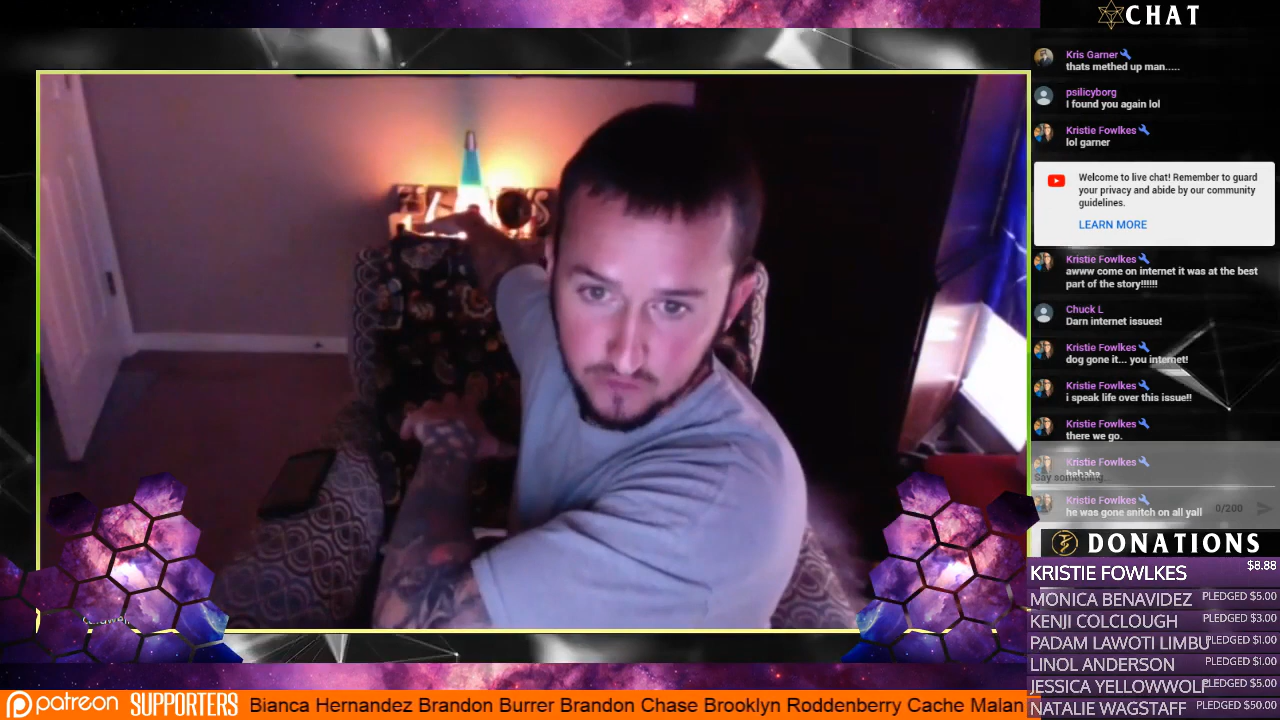 CHAT
Kris Garner
thats methed up man.....
psilicyborg
I found you again lol
Kristie Fowlkes
lol garner
Welcome to live chat! Remember to guard
your privacy and abide by our community
guidelines.
LEARN MORE
Kristie Fowlkes
awww come on internet it was at the best
part of the story!!!!!!
Chuck L
Darn internet issues!
Kristie Fowlkes
dog gone it... you internet!
Kristie Fowlkes
i speak life over this issue!!
Kristie Fowlkes
there we go.
Kristie Fowlkes
hahaha
Say something...
Kristie Fowlkes
he was gone snitch on all yall
0/200
DONATIONS
KRISTIE FOWLKES $8.88
MONICA BENAVIDEZ PLEDGED $5.00
KENJI COLCLOUGH PLEDGED $3.00
PADAM LAWOTI LIMBU PLEDGED $1.00
LINOL ANDERSON PLEDGED $1.00
JESSICA YELLOWWOLF PLEDGED $5.00
NATALIE WAGSTAFF PLEDGED $50.00
patreon SUPPORTERS Bianca Hernandez Brandon Burrer Brandon Chase Brooklyn Roddenberry Cache Malan